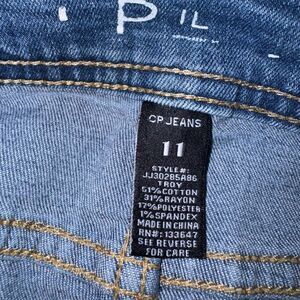 P IL
CP JEANS
11
STYLE#:
JJ30285A86
TROY
51%COTTON
31%RAYON
17%POLYESTER
1%SPANDEX
MADE IN CHINA
RN#: 133647
SEE REVERSE
FOR CARE